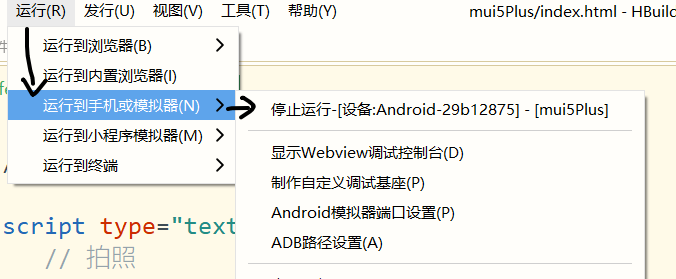 运行(R) 发行(U) 视图(V) 工具(T) 帮助(Y) mui5Plus/index.html - HBuild
运行到浏览器(B)
运行到内置浏览器(I)
运行到手机或模拟器(N)
停止运行-[设备:Android-29b12875] - [mui5Plus]
运行到小程序模拟器(M)
显示Webview调试控制台(D)
运行到终端
制作自定义调试基座(P)
Android模拟器端口设置(P)
script type="text
ADB路径设置(A)
// 拍照